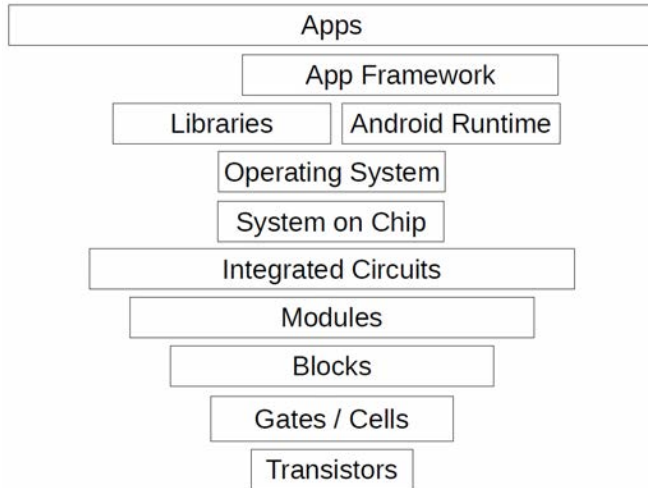 Apps
App Framework
Libraries Android Runtime
Operating System
System on Chip
Integrated Circuits
Modules
Blocks
Gates / Cells
Transistors